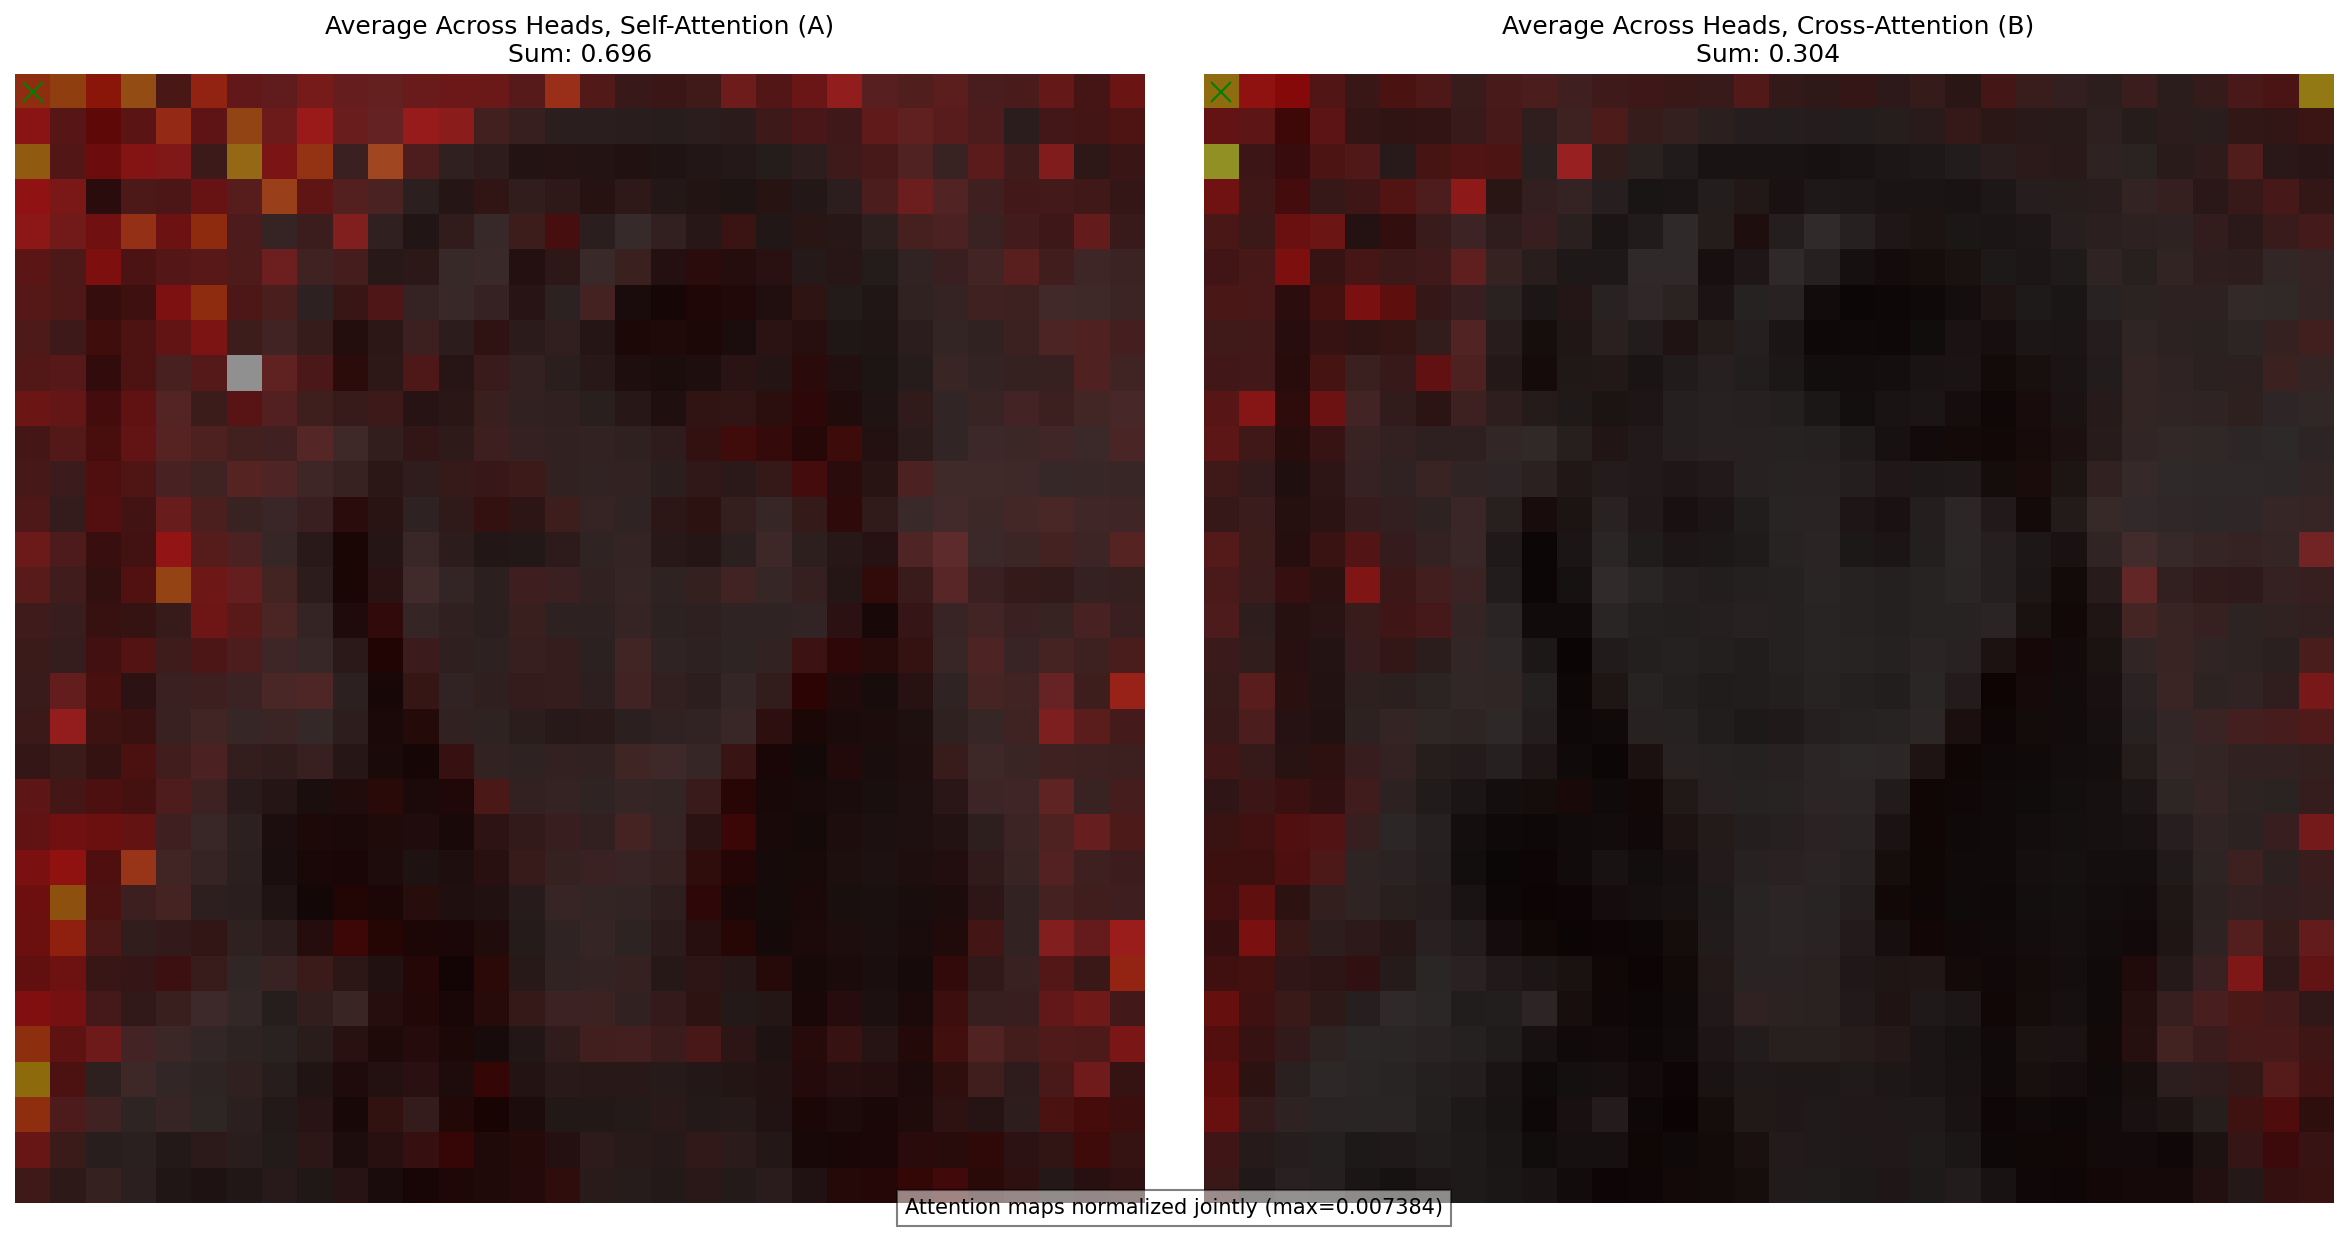 Average Across Heads, Self-Attention (A)
Sum: 0.696
Average Across Heads, Cross-Attention (B)
Sum: 0.304
Attention maps normalized jointly (max=0.007384)